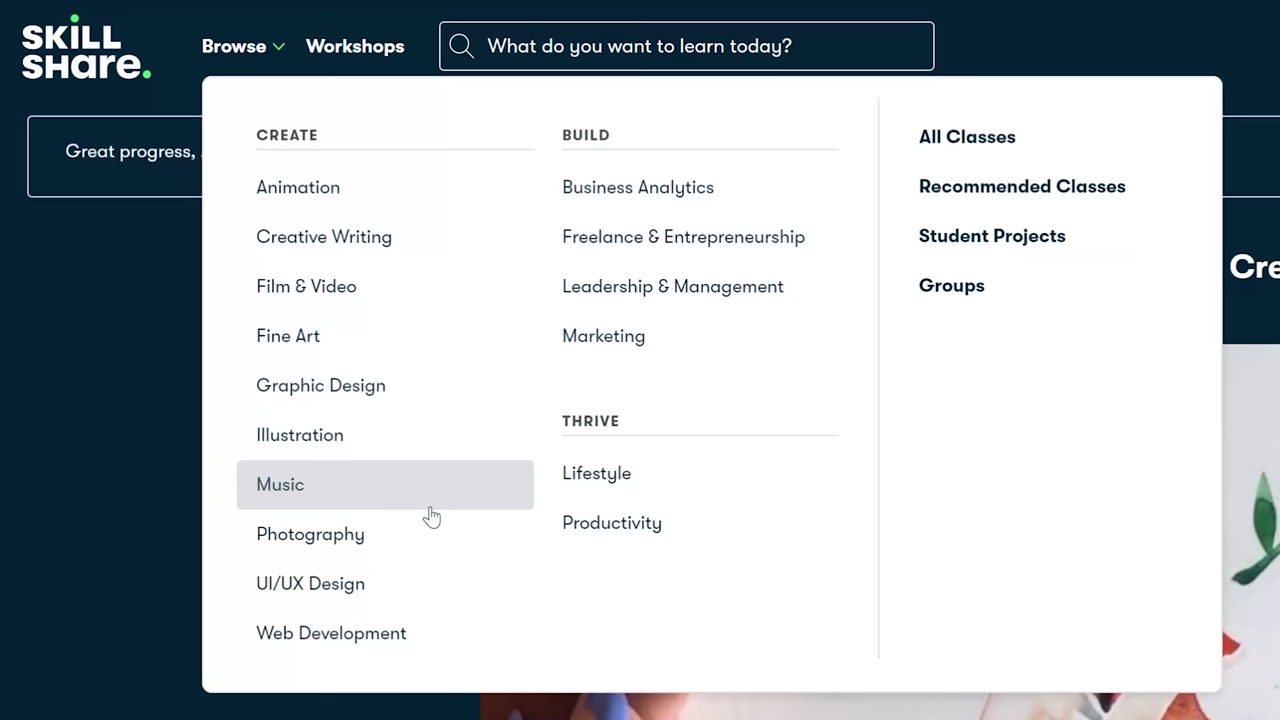 SKILL
SHARE.
Browse
Workshops
What do you want to learn today?
Great progress,
CREATE
Animation
Creative Writing
Film & Video
Fine Art
Graphic Design
Illustration
Music
Photography
UI/UX Design
Web Development
BUILD
Business Analytics
Freelance & Entrepreneurship
Leadership & Management
Marketing
THRIVE
Lifestyle
Productivity
All Classes
Recommended Classes
Student Projects
Groups